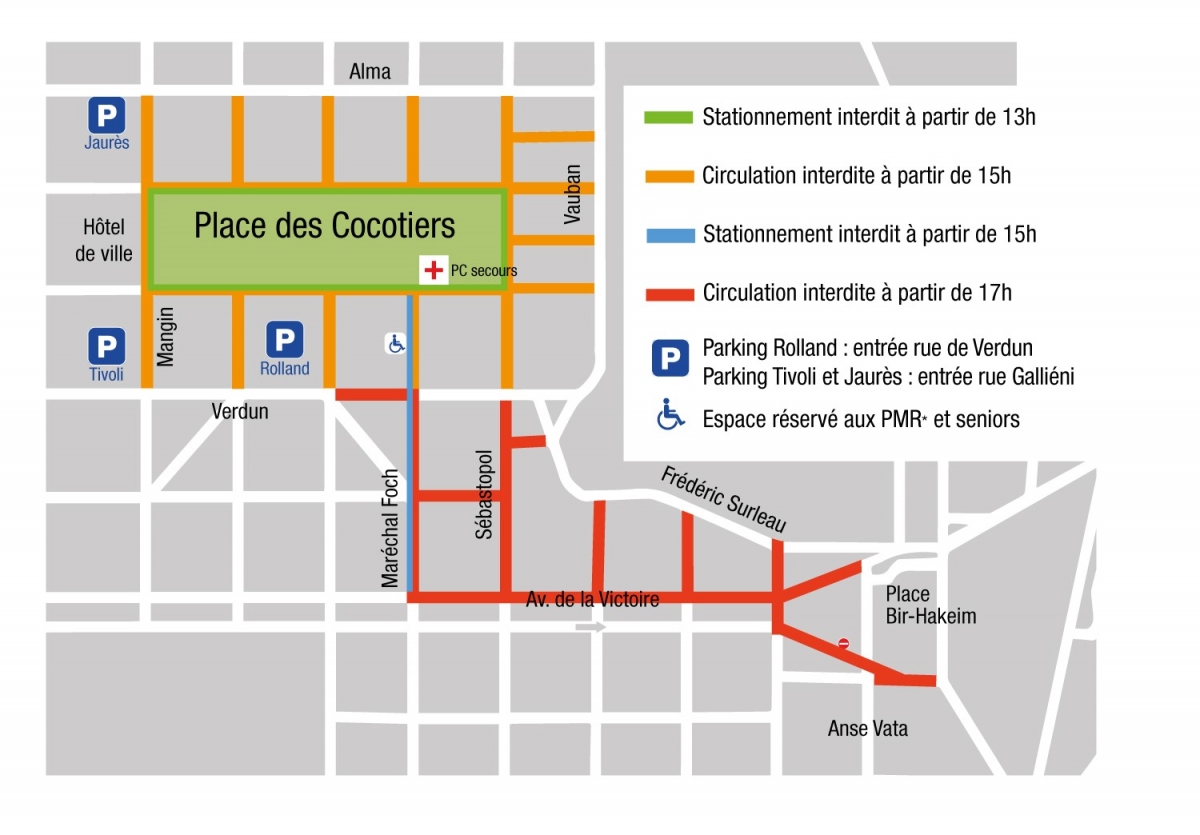 Alma
P
Jaurès
Hôtel
de ville
Place des Cocotiers
PC secours
Vauban
Mangin
P
Tivoli
P
Rolland
Verdun
Maréchal Foch
Sébastopol
Frédéric Surleau
Av. de la Victoire
Place
Bir-Hakeim
Anse Vata
Stationnement interdit à partir de 13h
Circulation interdite à partir de 15h
Stationnement interdit à partir de 15h
Circulation interdite à partir de 17h
P
Parking Rolland : entrée rue de Verdun
Parking Tivoli et Jaurès : entrée rue Galliéni
Espace réservé aux PMR* et seniors